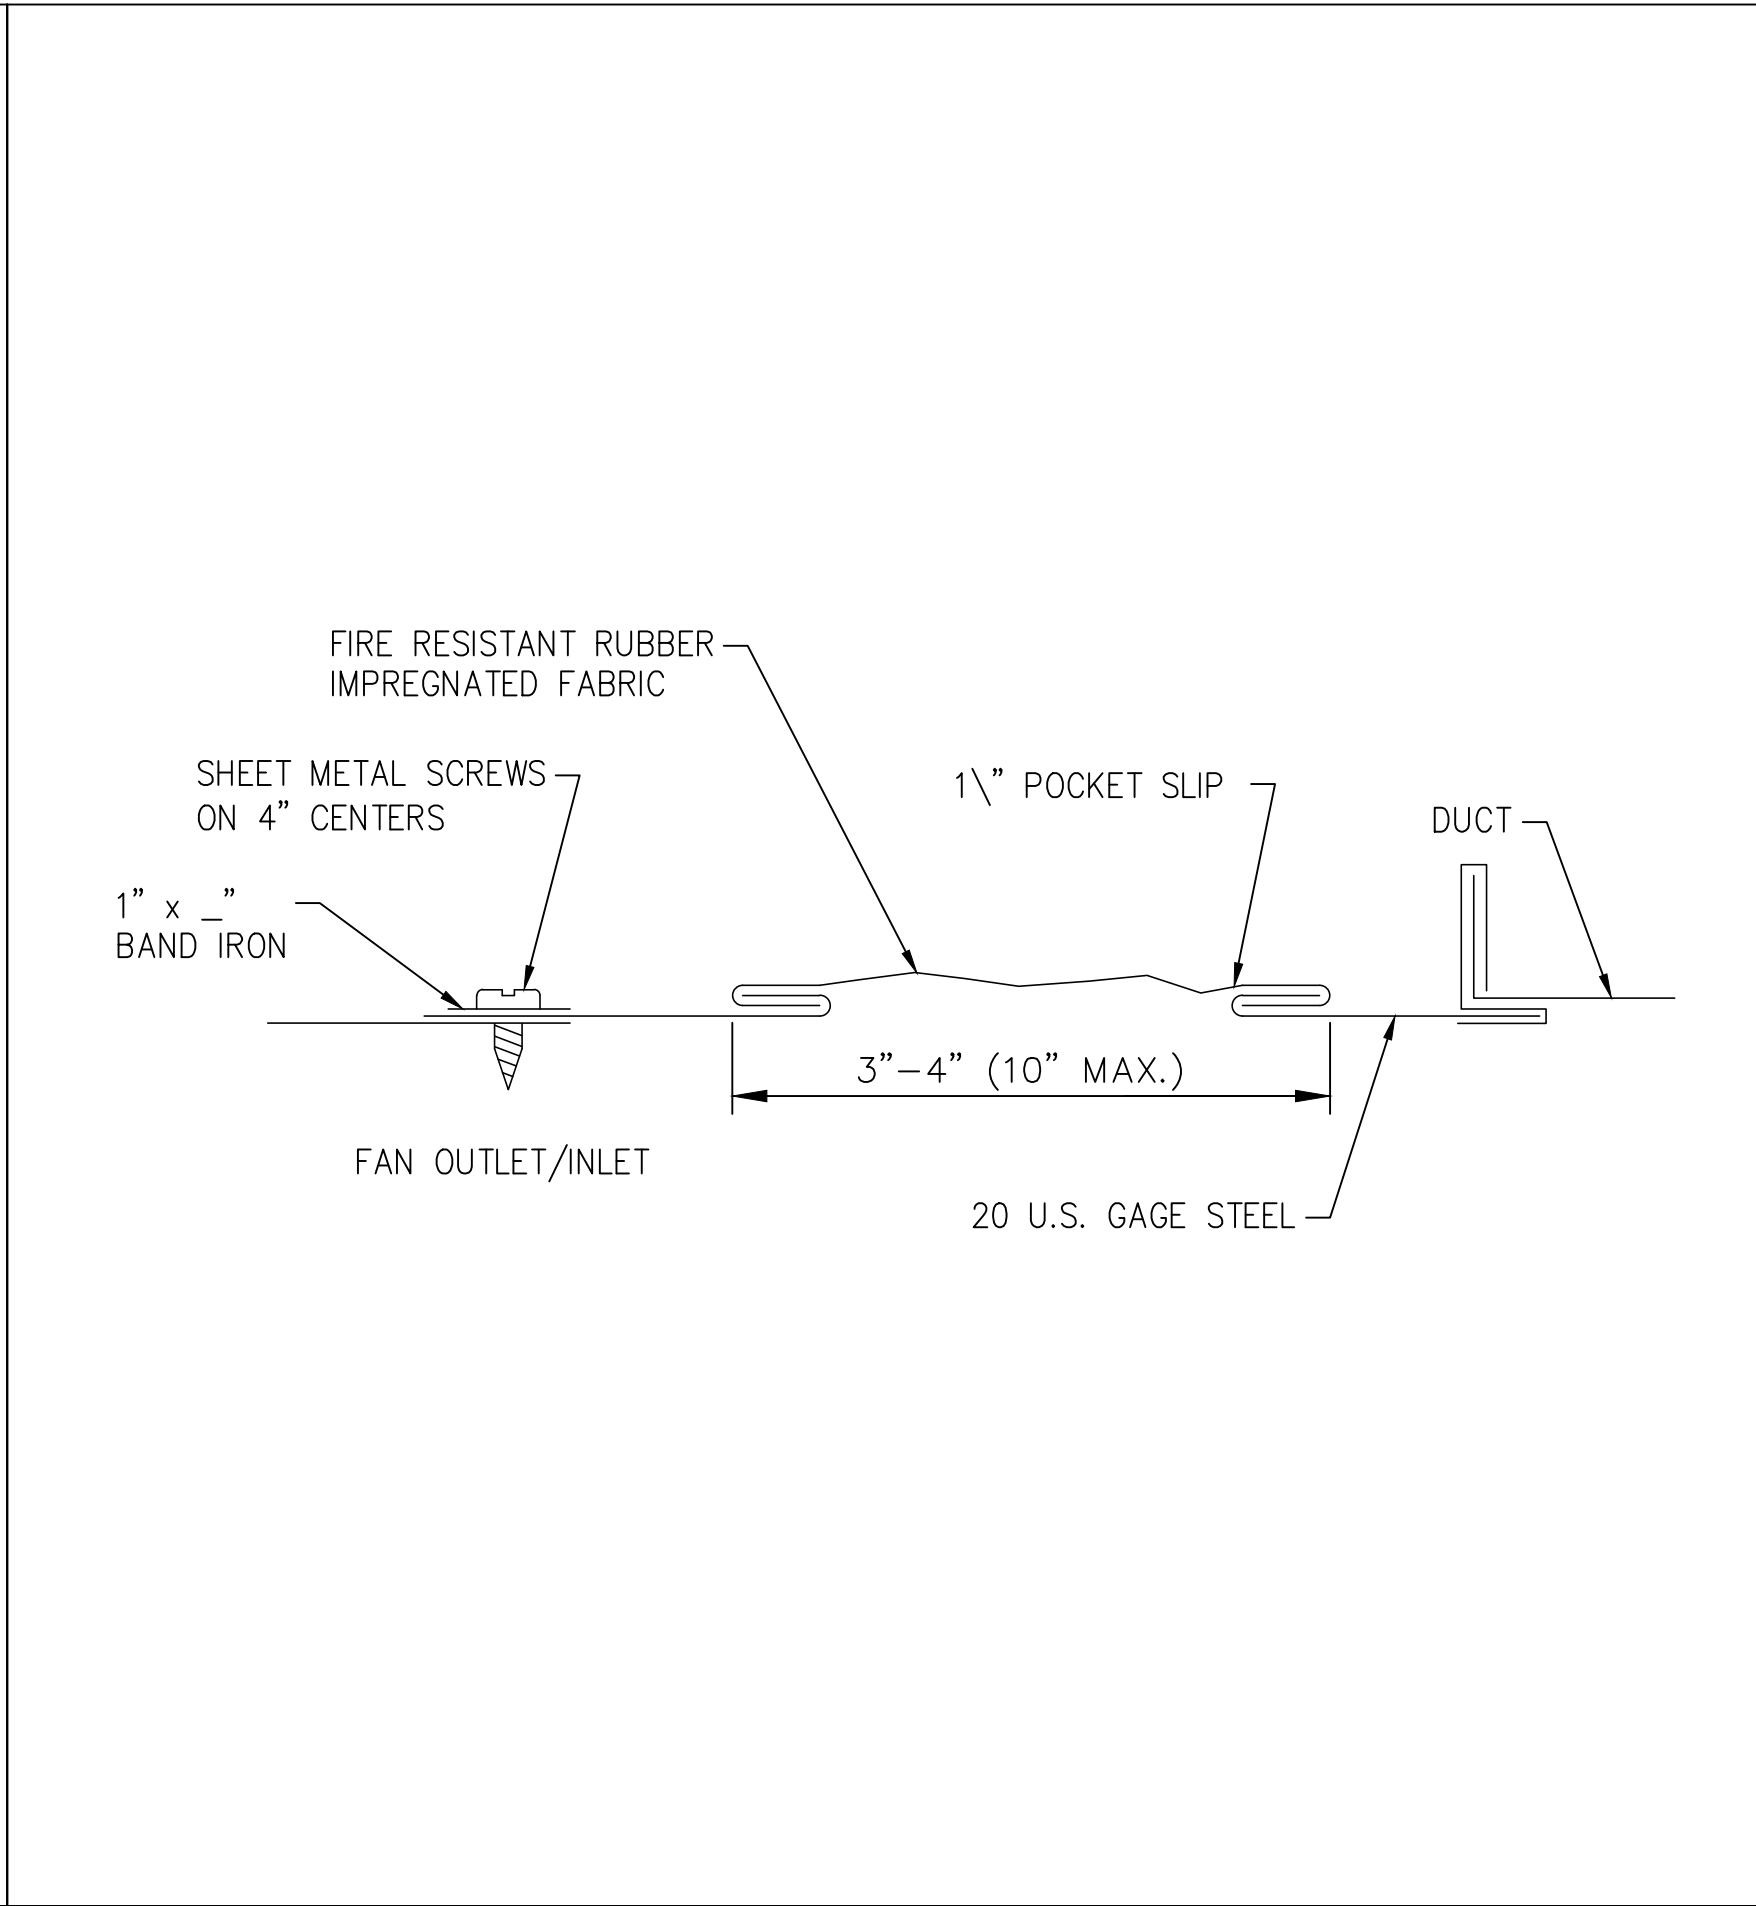 FIRE RESISTANT RUBBER
IMPREGNATED FABRIC
SHEET METAL SCREWS
ON 4” CENTERS
1\” POCKET SLIP
DUCT
1” x _”
BAND IRON
3”-4” (10” MAX.)
FAN OUTLET/INLET
20 U.S. GAGE STEEL